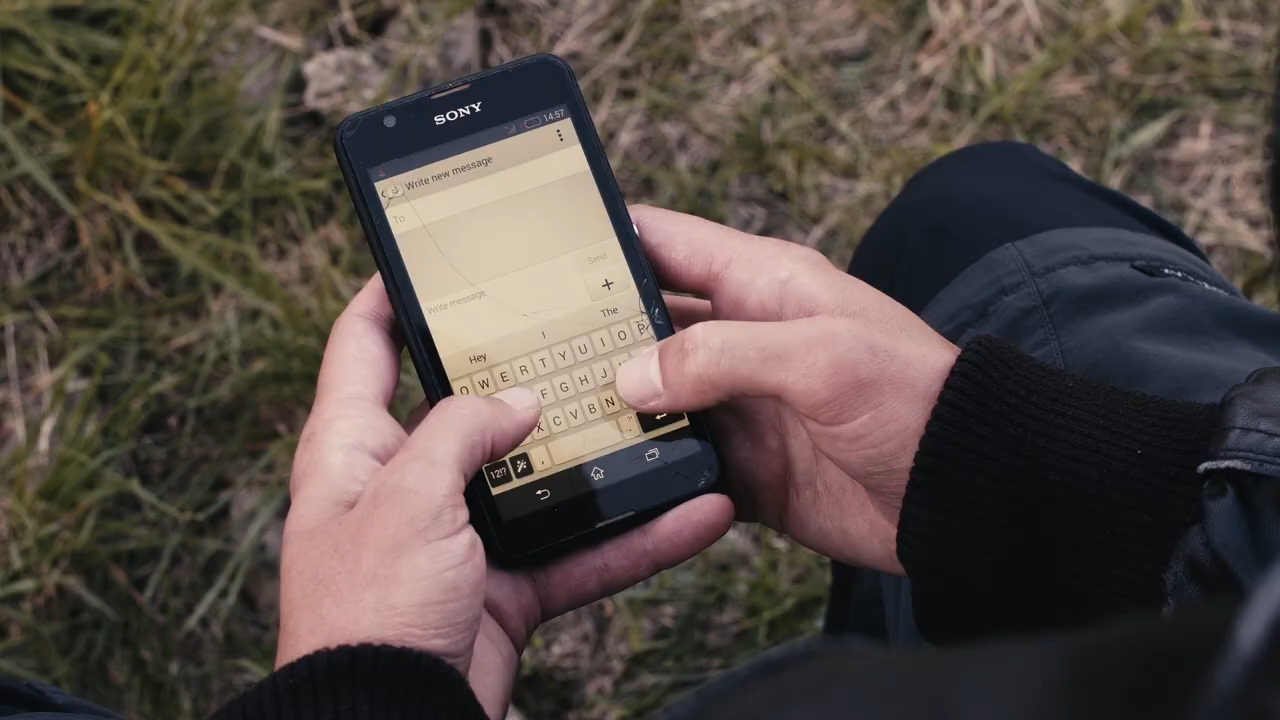 SONY
14:57
Write new message
To
Send
Write message
+
Hey I The
Q W E R T Y U I O P
F G H J
X C V B N
12!? , .